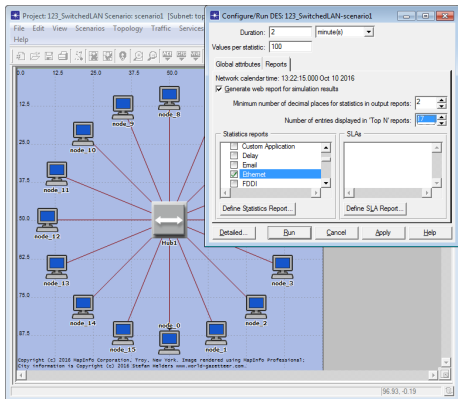 Project: 123_SwitchedLAN Scenario: scenario1 [Subnet: top
File Edit View Scenarios Topology Traffic Services
Help
0.0 12.5 25.0 37.5 50.0
12.5
25.0
37.5
50.0
62.5
75.0
87.5
node_8
node_9
node_10
node_11
node_12
Hub1
node_13
node_3
node_14
node_2
node_15
node_0
node_1
Copyright (c) 2016 MapInfo Corporation, Troy, New York. Image rendered using MapInfo Professional;
City information is Copyright (c) 2016 Stefan Helders www.world-gazetteer.com.
(96.93, -0.19
Configure/Run DES: 123_SwitchedLAN-scenario1
Duration: 2 minute(s)
Values per statistic: 100
Global attributes Reports
Network calendar time: 13:22:15.000 Oct 10 2016
Generate web report for simulation results
Minimum number of decimal places for statistics in output reports: 2
Number of entries displayed in 'Top N' reports: 17
Statistics reports
Custom Application
Delay
Email
Ethernet
FDDI
Define Statistics Report...
SLAs
Define SLA Report...
Detailed... Run Cancel Apply Help